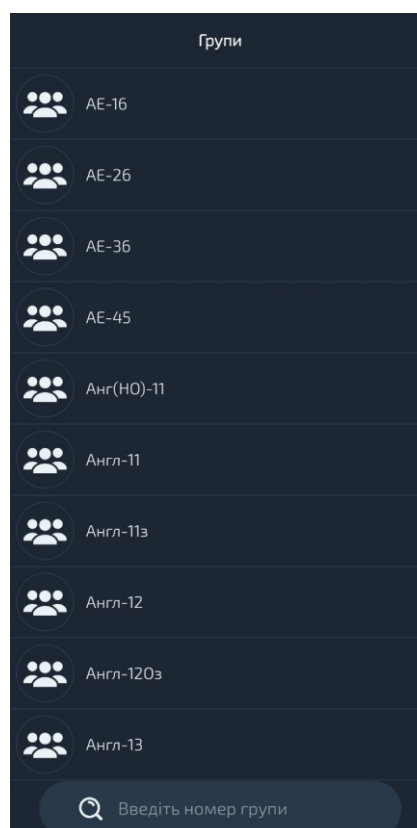 Групи
АЕ-16
АЕ-26
АЕ-36
АЕ-45
Анг(НО)-11
Англ-11
Англ-11з
Англ-12
Англ-120з
Англ-13
Введіть номер групи